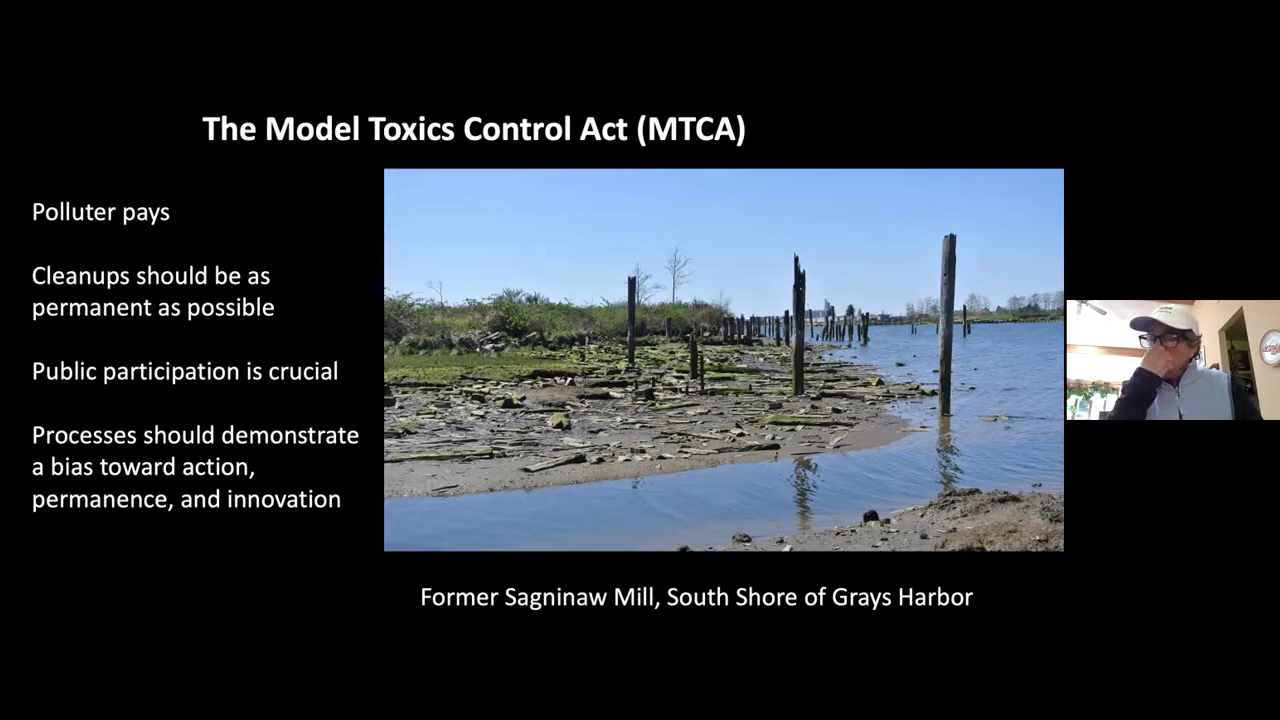 The Model Toxics Control Act (MTCA)
Polluter pays
Cleanups should be as
permanent as possible
Public participation is crucial
Processes should demonstrate
a bias toward action,
permanence, and innovation
Former Sagninaw Mill, South Shore of Grays Harbor